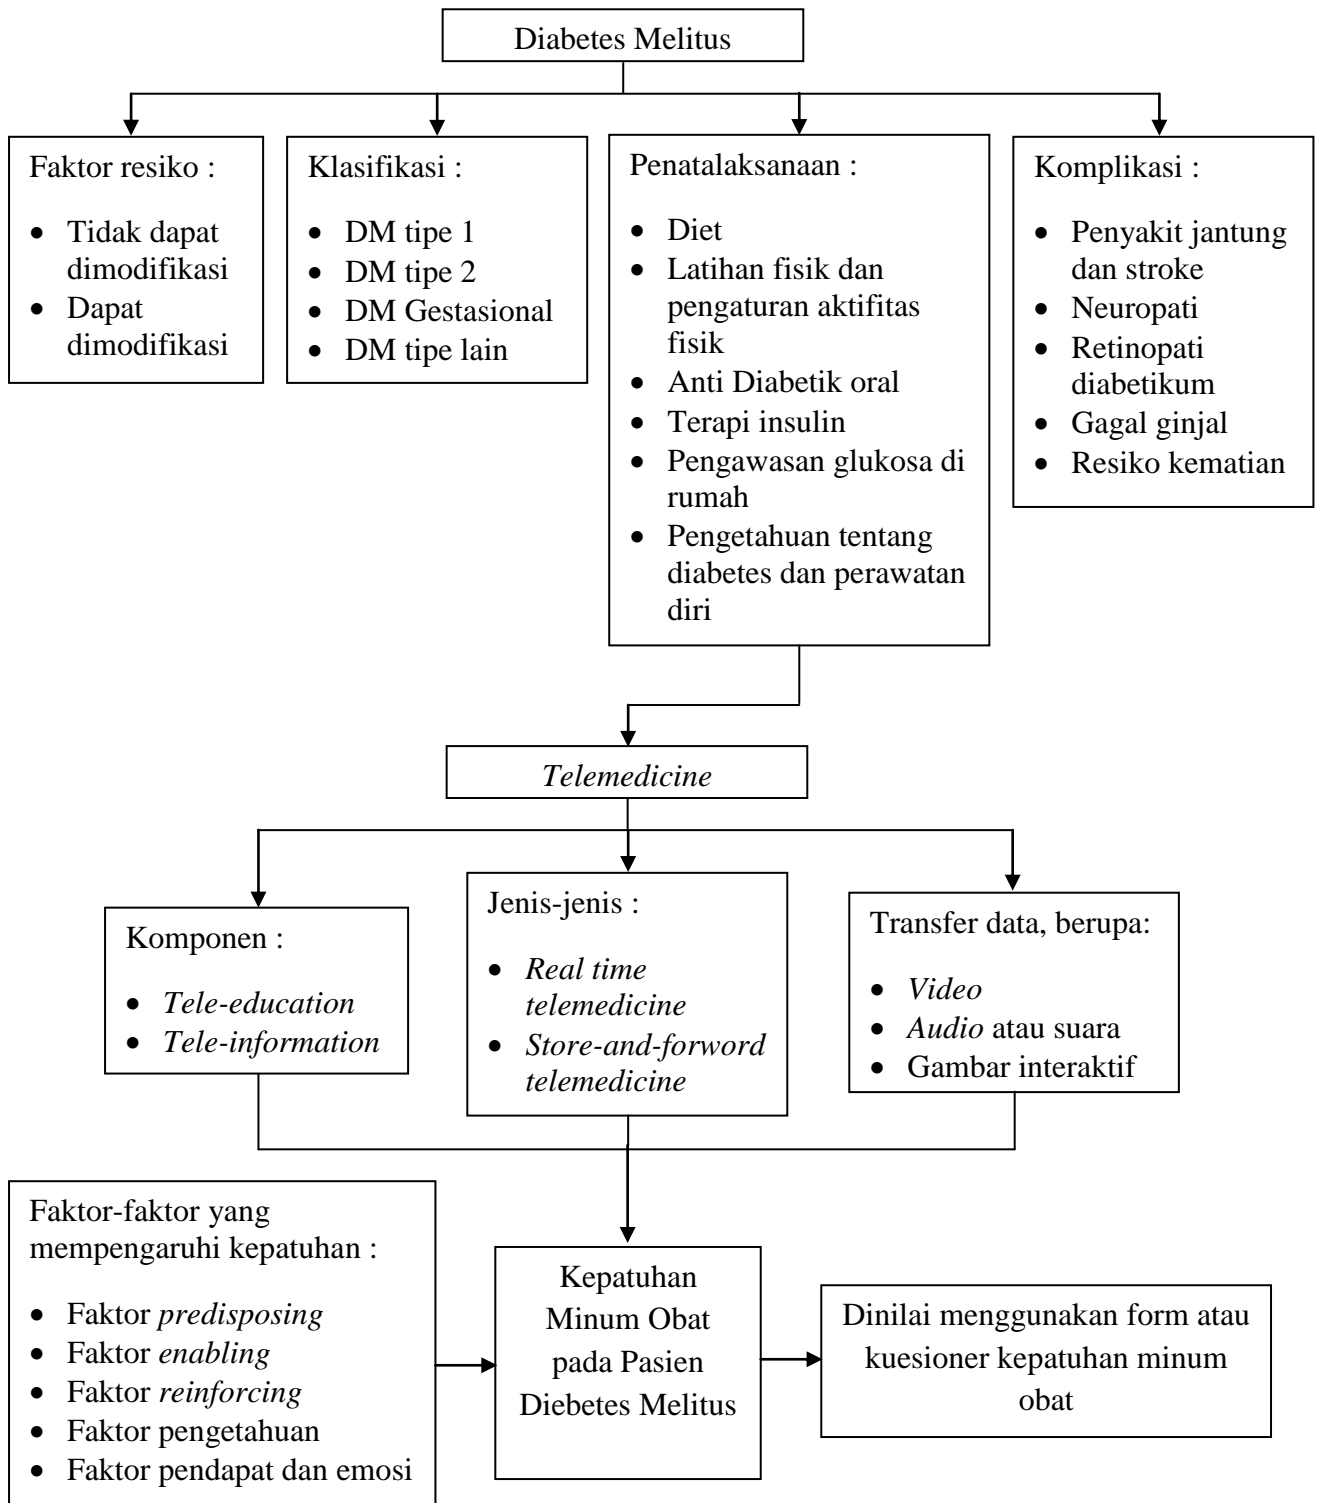 Diabetes Melitus
Faktor resiko :
• Tidak dapat
dimodifikasi
• Dapat
dimodifikasi
Klasifikasi :
• DM tipe 1
• DM tipe 2
• DM Gestasional
• DM tipe lain
Penatalaksanaan :
• Diet
• Latihan fisik dan
pengaturan aktifitas
fisik
• Anti Diabetik oral
• Terapi insulin
• Pengawasan glukosa di
rumah
• Pengetahuan tentang
diabetes dan perawatan
diri
Komplikasi :
• Penyakit jantung
dan stroke
• Neuropati
• Retinopati
diabetikum
• Gagal ginjal
• Resiko kematian
Telemedicine
Komponen :
• Tele-education
• Tele-information
Jenis-jenis :
• Real time
telemedicine
• Store-and-forword
telemedicine
Transfer data, berupa:
• Video
• Audio atau suara
• Gambar interaktif
Faktor-faktor yang
mempengaruhi kepatuhan :
• Faktor predisposing
• Faktor enabling
• Faktor reinforcing
• Faktor pengetahuan
• Faktor pendapat dan emosi
Kepatuhan
Minum Obat
pada Pasien
Diebetes Melitus
Dinilai menggunakan form atau
kuesioner kepatuhan minum
obat